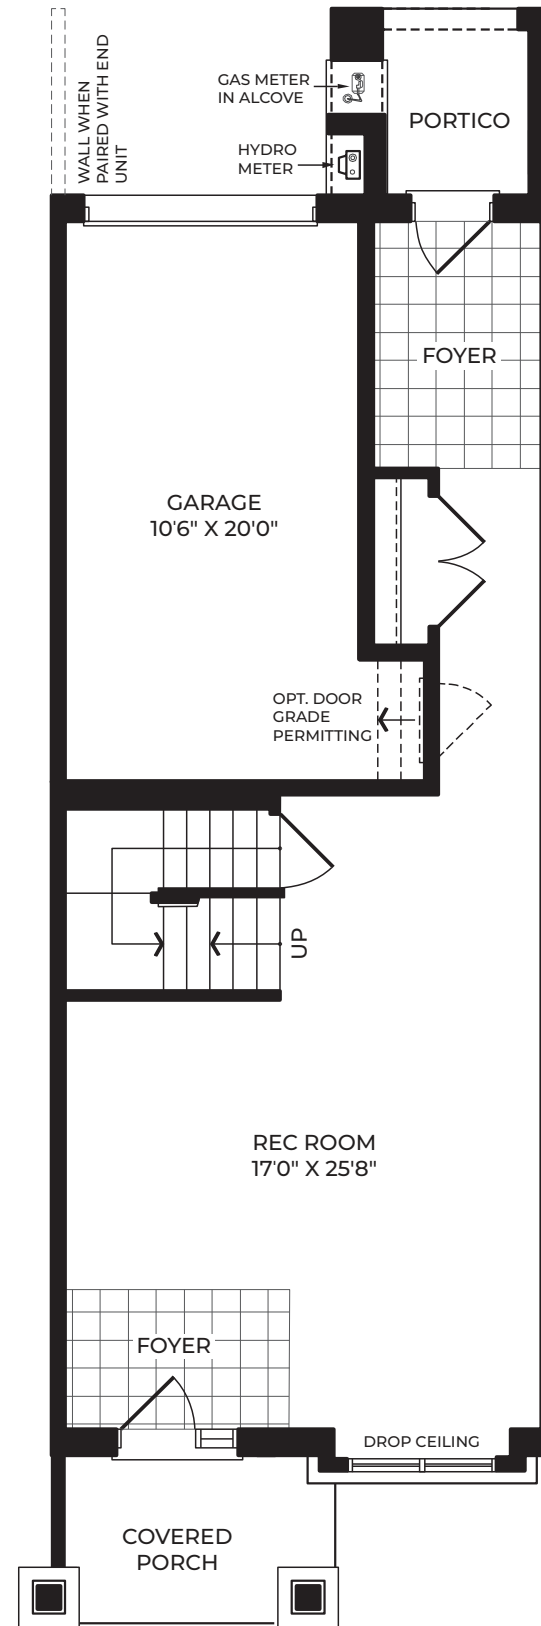 WALL WHEN
PAIRED WITH END
UNIT
GAS METER
IN ALCOVE
PORTICO
HYDRO
METER
FOYER
GARAGE
10'6" X 20'0"
OPT. DOOR
GRADE
PERMITTING
UP
REC ROOM
17'0" X 25'8"
FOYER
DROP CEILING
COVERED
PORCH